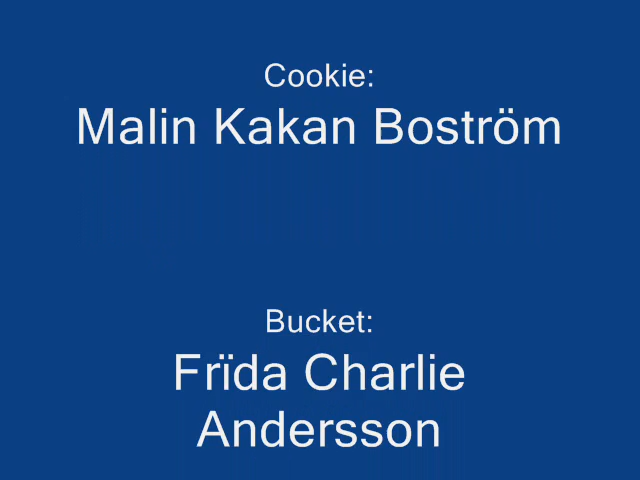 Cookie:
Malin Kakan Boström
Bucket:
Frïda Charlie
Andersson